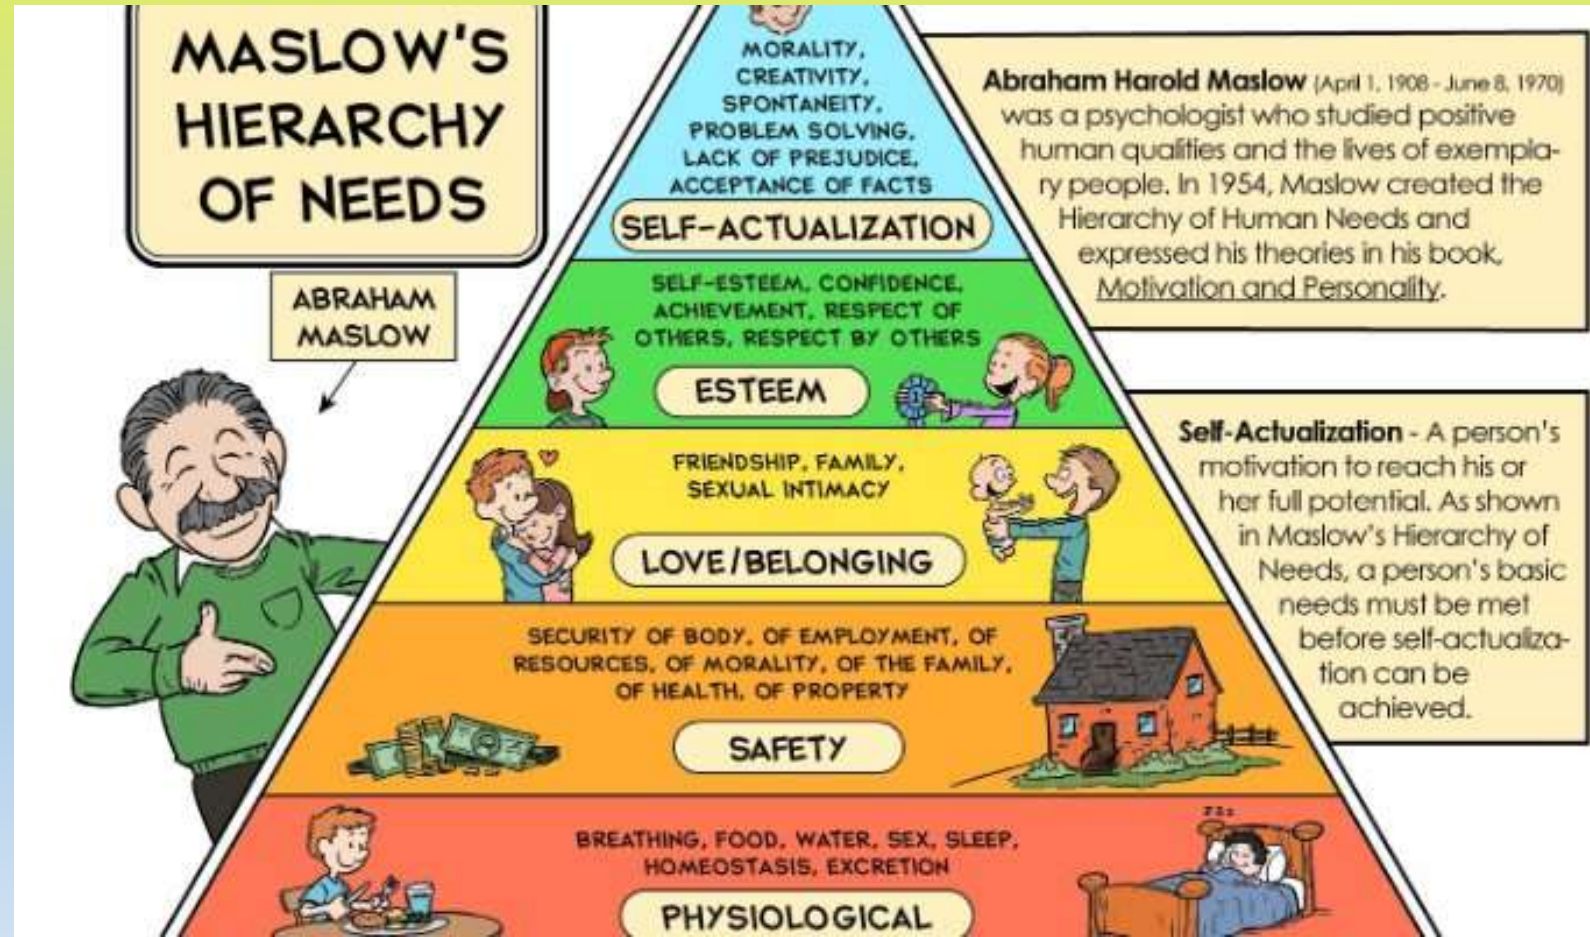 MASLOW'S
HIERARCHY
OF NEEDS
ABRAHAM
MASLOW
MORALITY,
CREATIVITY,
SPONTANEITY,
PROBLEM SOLVING,
LACK OF PREJUDICE,
ACCEPTANCE OF FACTS
SELF-ACTUALIZATION
SELF-ESTEEM, CONFIDENCE,
ACHIEVEMENT, RESPECT OF
OTHERS, RESPECT BY OTHERS
1
ESTEEM
FRIENDSHIP, FAMILY,
SEXUAL INTIMACY
LOVE/BELONGING
SECURITY OF BODY, OF EMPLOYMENT, OF
RESOURCES, OF MORALITY, OF THE FAMILY,
OF HEALTH, OF PROPERTY
SAFETY
BREATHING, FOOD, WATER, SEX, SLEEP,
HOMEOSTASIS, EXCRETION
PHYSIOLOGICAL
Abraham Harold Maslow (April 1, 1908 - June 8, 1970)
was a psychologist who studied positive
human qualities and the lives of exempla-
ry people. In 1954, Maslow created the
Hierarchy of Human Needs and
expressed his theories in his book,
Motivation and Personality.
Self-Actualization - A person's
motivation to reach his or
her full potential. As shown
in Maslow's Hierarchy of
Needs, a person's basic
needs must be met
before self-actualiza-
tion can be
achieved.